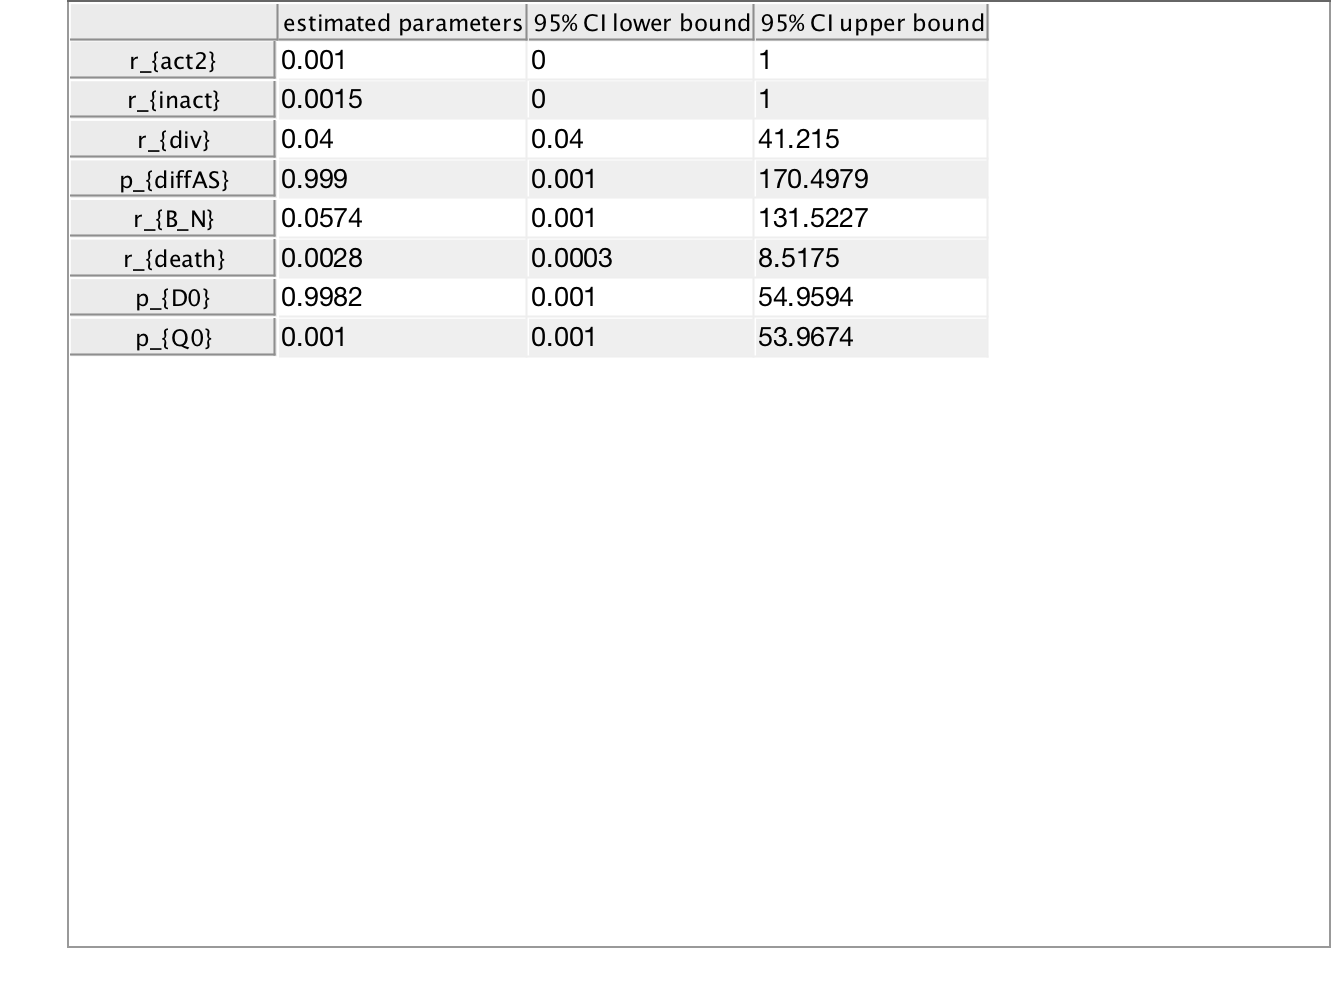 estimated parameters 95% CI lower bound 95% CI upper bound
r_{act2} 0.001 0 1
r_{inact} 0.0015 0 1
r_{div} 0.04 0.04 41.215
p_{diffAS} 0.999 0.001 170.4979
r_{B_N} 0.0574 0.001 131.5227
r_{death} 0.0028 0.0003 8.5175
p_{D0} 0.9982 0.001 54.9594
p_{Q0} 0.001 0.001 53.9674